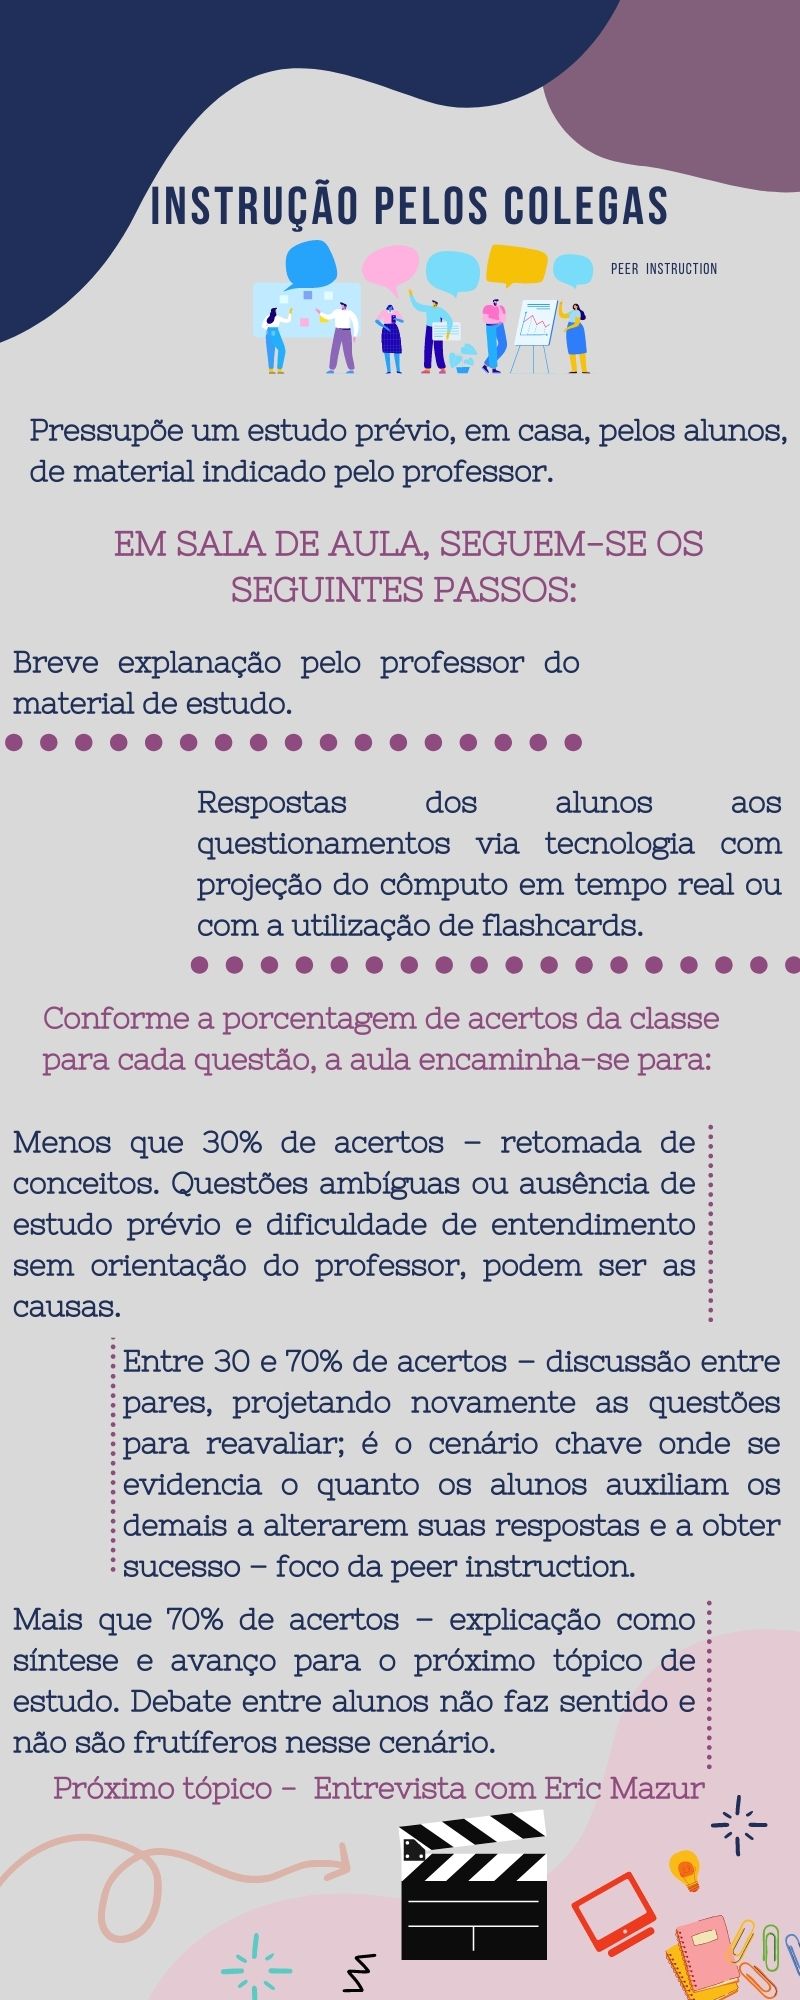 INSTRUÇÃO PELOS COLEGAS
PEER INSTRUCTION
Pressupõe um estudo prévio, em casa, pelos alunos,
de material indicado pelo professor.
EM SALA DE AULA, SEGUEM-SE OS
SEGUINTES PASSOS:
Breve explanação pelo professor do
material de estudo.
Respostas dos alunos aos
questionamentos via tecnologia com
projeção do cômputo em tempo real ou
com a utilização de flashcards.
Conforme a porcentagem de acertos da classe
para cada questão, a aula encaminha-se para:
Menos que 30% de acertos – retomada de
conceitos. Questões ambíguas ou ausência de
estudo prévio e dificuldade de entendimento
sem orientação do professor, podem ser as
causas.
Entre 30 e 70% de acertos – discussão entre
pares, projetando novamente as questões
para reavaliar; é o cenário chave onde se
evidencia o quanto os alunos auxiliam os
demais a alterarem suas respostas e a obter
sucesso – foco da peer instruction.
Mais que 70% de acertos – explicação como
síntese e avanço para o próximo tópico de
estudo. Debate entre alunos não faz sentido e
não são frutíferos nesse cenário.
Próximo tópico - Entrevista com Eric Mazur